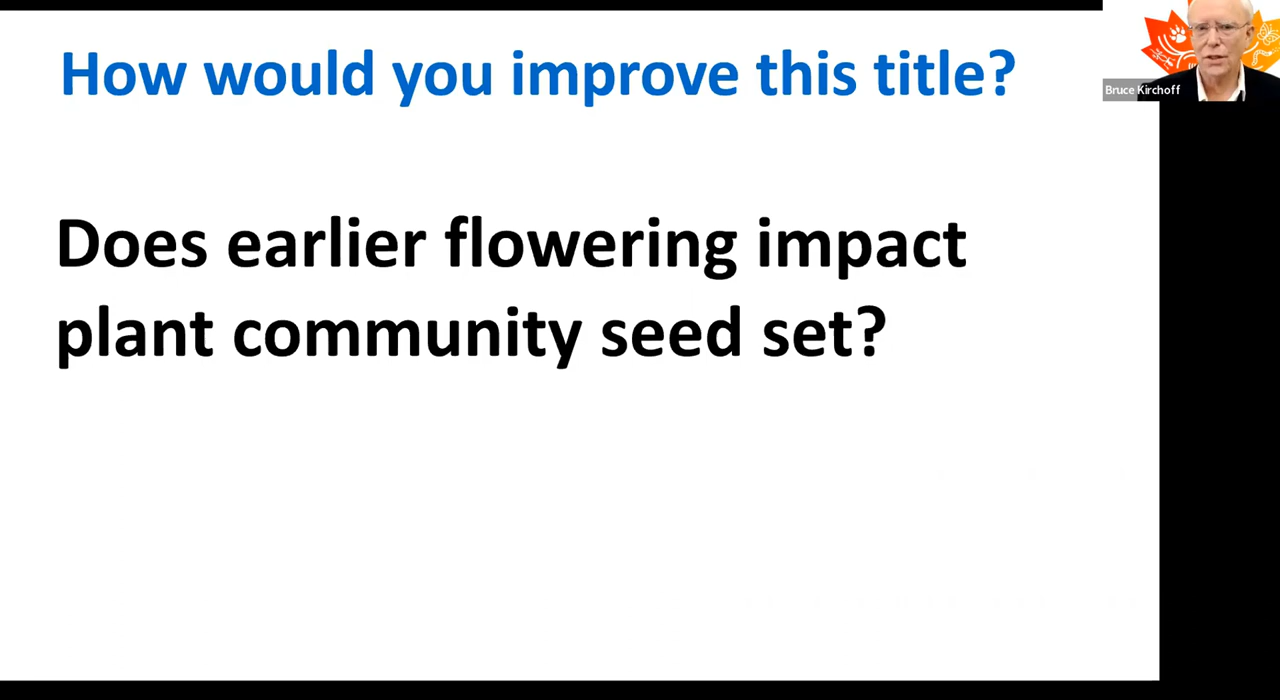 How would you improve this title?
Bruce Kirchoff
Does earlier flowering impact
plant community seed set?